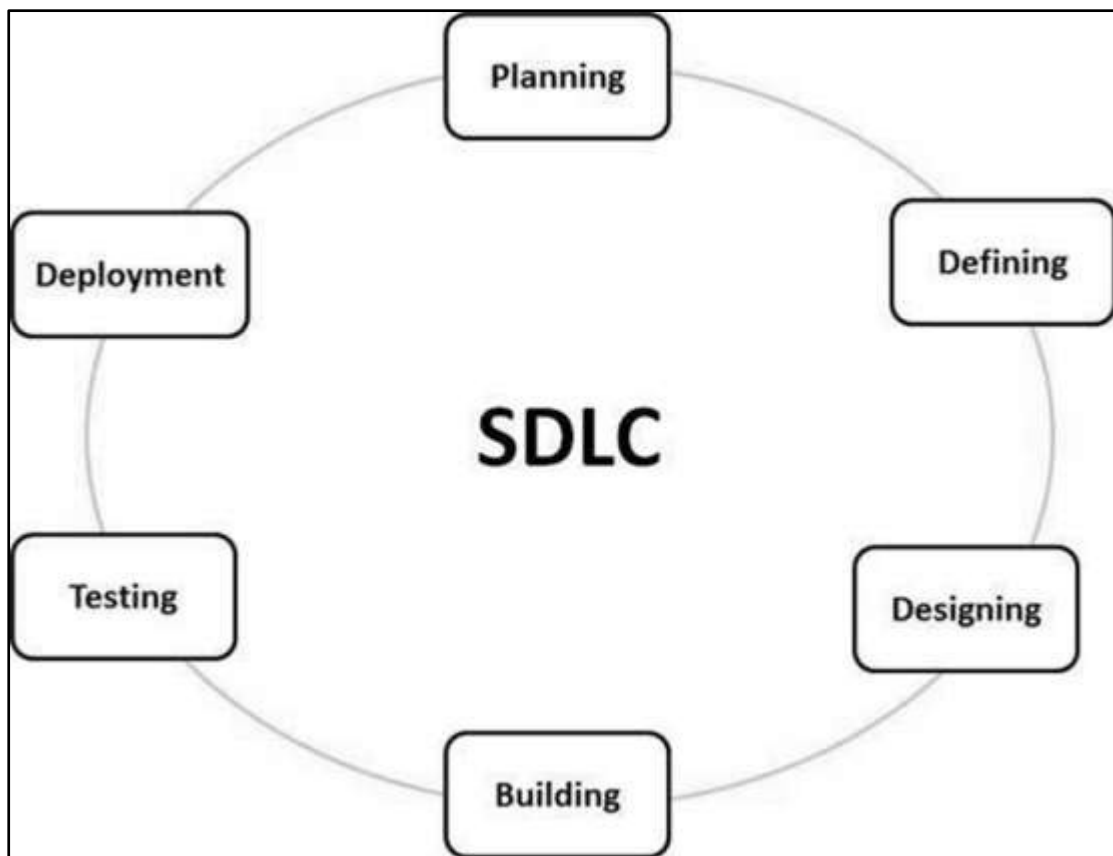 Planning
Defining
Deployment
SDLC
Designing
Testing
Building